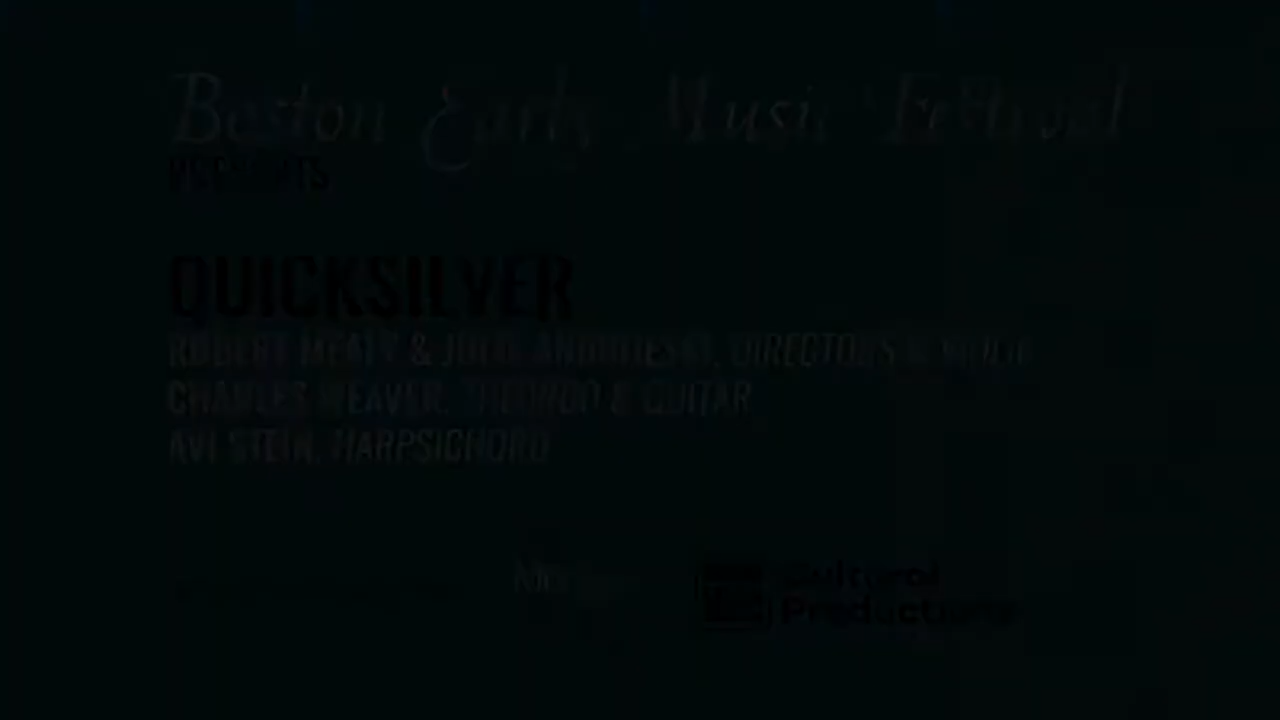 Boston Early Music Festival
PRESENTS
QUICKSILVER
ROBERT MEALY & JULIE ANDRIJESKI, DIRECTORS & VIOLIN
CHARLES WEAVER, THEORBO & GUITAR
AVI STEIN, HARPSICHORD
Cultural
Productions